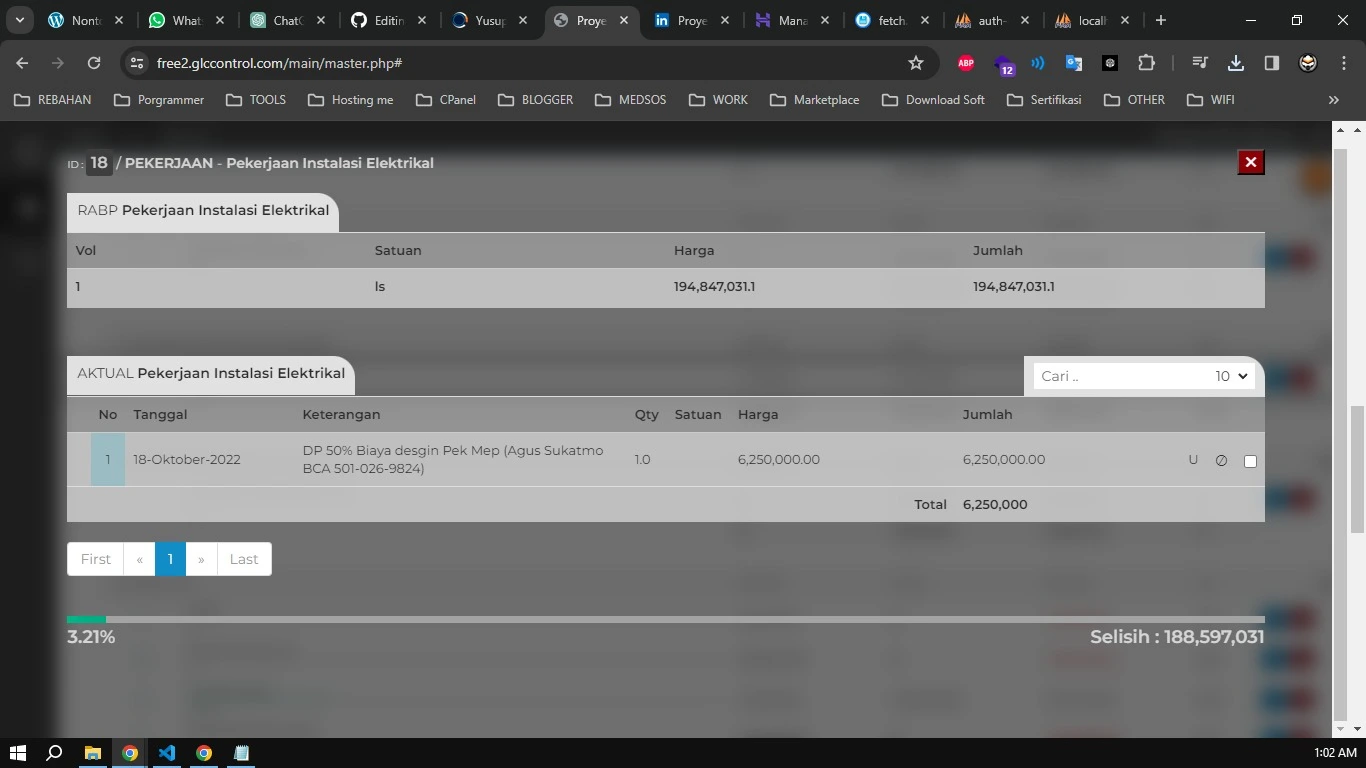 Nont
What
ChatC
Editin
Yusup
Proye
Proye
Mana
fetch.
auth-
locall
free2.glccontrol.com/main/master.php#
ABP
12
REBAHAN
Porgrammer
TOOLS
Hosting me
CPanel
BLOGGER
MEDSOS
WORK
Marketplace
Download Soft
Sertifikasi
OTHER
WIFI
»
ID : 18 / PEKERJAAN - Pekerjaan Instalasi Elektrikal
RABP Pekerjaan Instalasi Elektrikal
Vol Satuan Harga Jumlah
1 ls 194,847,031.1 194,847,031.1
AKTUAL Pekerjaan Instalasi Elektrikal
Cari .. 10
No Tanggal Keterangan Qty Satuan Harga Jumlah
1 18-Oktober-2022 DP 50% Biaya desgin Pek Mep (Agus Sukatmo 1.0 6,250,000.00 6,250,000.00 U
BCA 501-026-9824)
Total 6,250,000
First « 1 » Last
3.21% Selisih : 188,597,031
1:02 AM